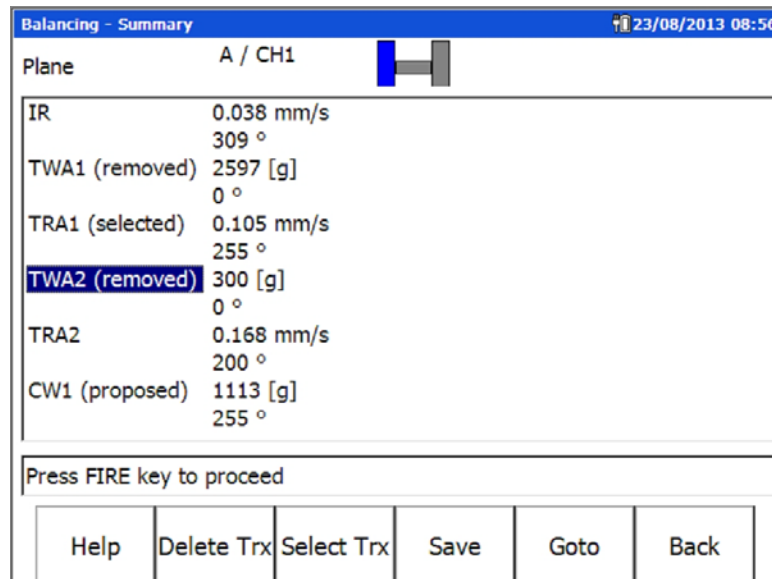 Balancing - Summary 23/08/2013 08:56
Plane A / CH1
IR 0.038 mm/s
309 °
TWA1 (removed) 2597 [g]
0 °
TRA1 (selected) 0.105 mm/s
255 °
TWA2 (removed) 300 [g]
0 °
TRA2 0.168 mm/s
200 °
CW1 (proposed) 1113 [g]
255 °
Press FIRE key to proceed
Help Delete Trx Select Trx Save Goto Back